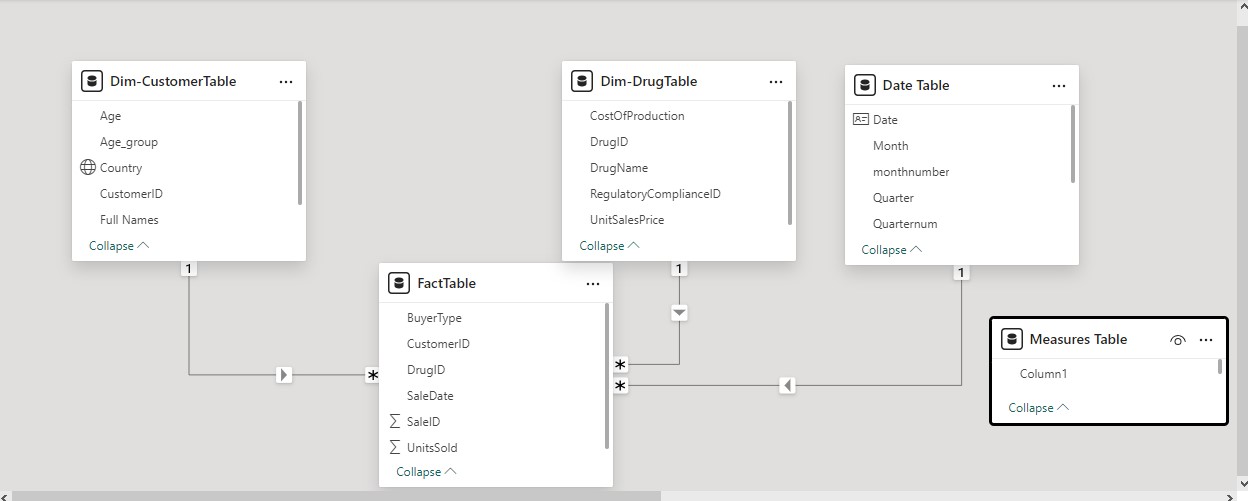 Dim-CustomerTable
Age
Age_group
Country
CustomerID
Full Names
Collapse
1
Dim-DrugTable
CostOfProduction
DrugID
DrugName
RegulatoryComplianceID
UnitSalesPrice
Collapse
1
Date Table
Date
Month
monthnumber
Quarter
Quarternum
Collapse
1
FactTable
BuyerType
CustomerID
DrugID
SaleDate
∑ SaleID
∑ UnitsSold
Collapse
*
*
*
Measures Table
Column1
Collapse